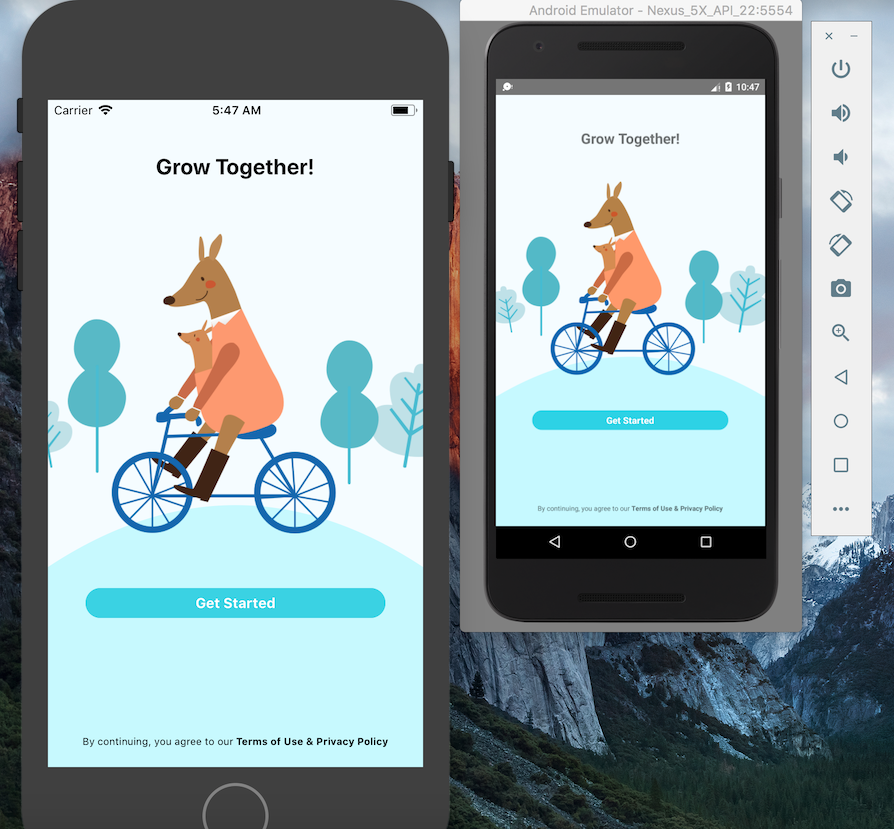 Android Emulator - Nexus_5X_API_22:5554
Carrier 5:47 AM
Grow Together!
Get Started
By continuing, you agree to our Terms of Use & Privacy Policy
10:47
Grow Together!
Get Started
By continuing, you agree to our Terms of Use & Privacy Policy